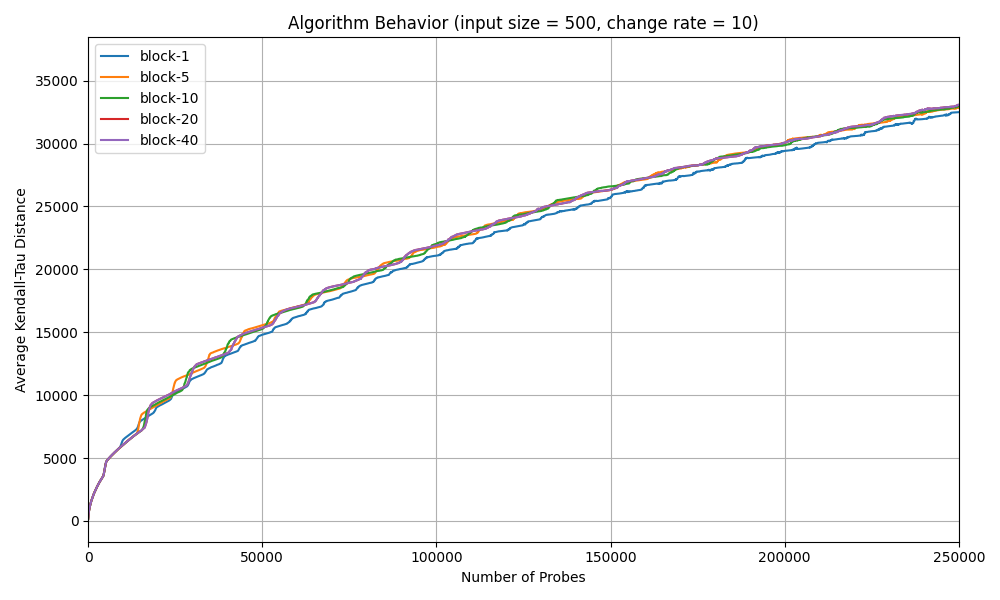 Algorithm Behavior (input size = 500, change rate = 10)
block-1
block-5
block-10
block-20
block-40
35000
30000
25000
20000
15000
10000
5000
0
Average Kendall-Tau Distance
0 50000 100000 150000 200000 250000
Number of Probes